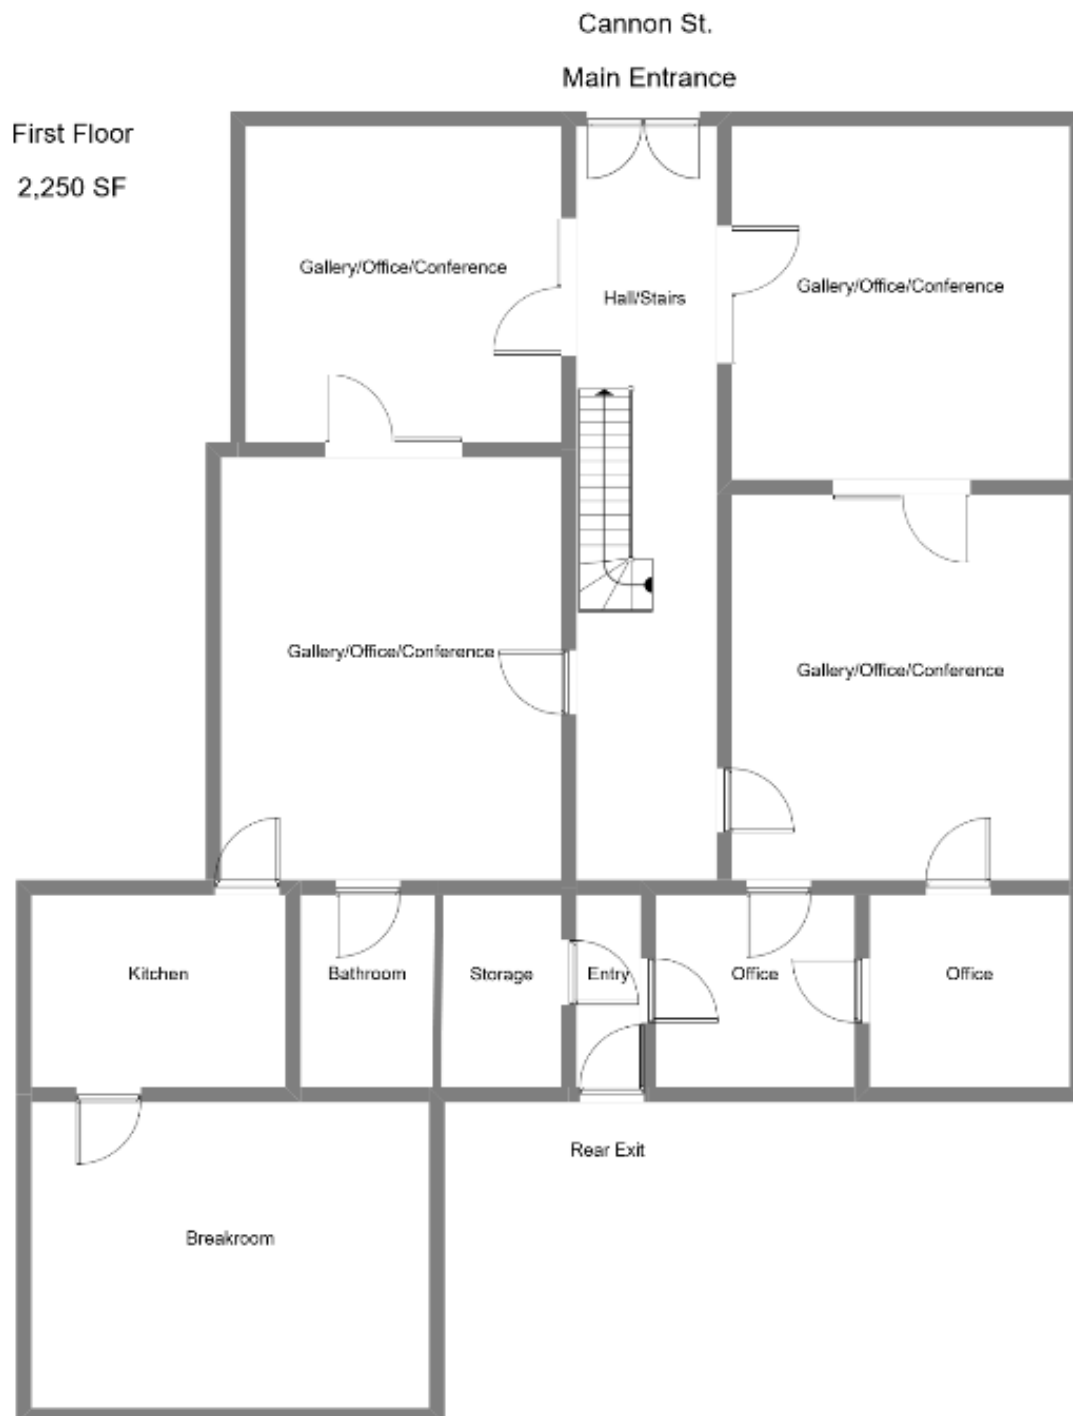 Cannon St.
Main Entrance
First Floor
2,250 SF
Gallery/Office/Conference
Hall/Stairs
Gallery/Office/Conference
Gallery/Office/Conference
Gallery/Office/Conference
Kitchen
Bathroom
Storage
Entry
Office
Office
Rear Exit
Breakroom